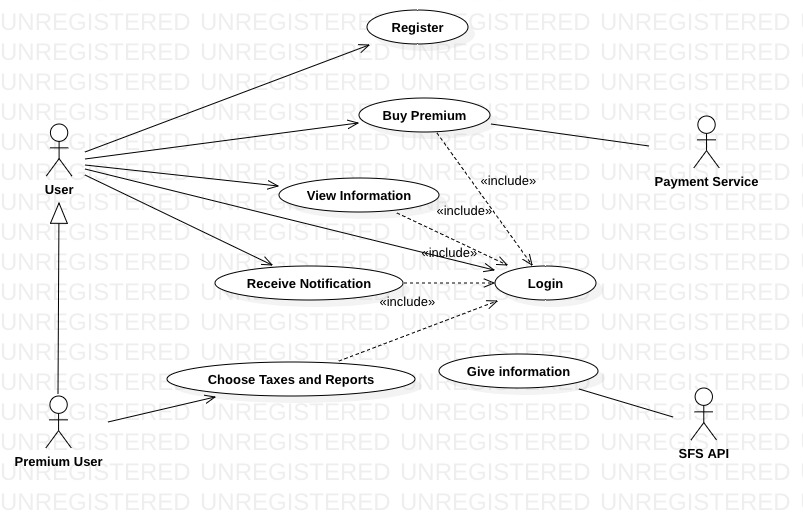 UNREGISTERED UNREGISTERED UNREGISTERED UNREGISTERED
Register
Buy Premium
Payment Service
User
«include»
View Information
«include»
«include»
Receive Notification
Login
«include»
Choose Taxes and Reports
Give information
Premium User
SFS API